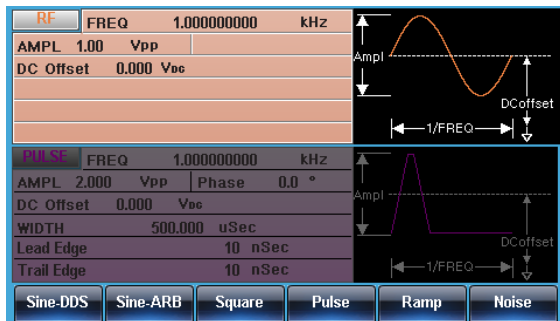 RF FREQ 1.000000000 kHz
AMPL 1.00 Vpp
DC Offset 0.000 VDC
Ampl
DCoffset
1/FREQ
PULSE FREQ 1.000000000 kHz
AMPL 2.000 Vpp Phase 0.0 °
DC Offset 0.000 VDC
WIDTH 500.000 uSec
Lead Edge 10 nSec
Trail Edge 10 nSec
Ampl
DCoffset
1/FREQ
Sine-DDS Sine-ARB Square Pulse Ramp Noise